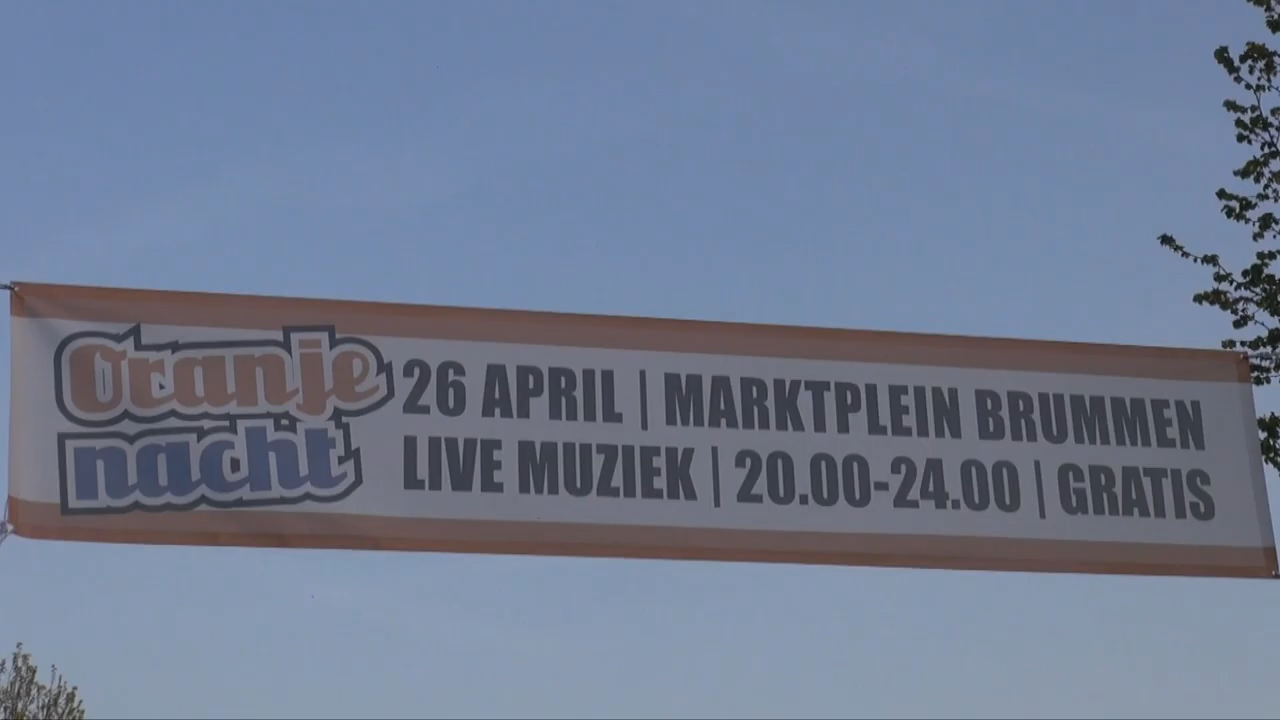 Oranje
nacht
26 APRIL | MARKTPLEIN BRUMMEN
LIVE MUZIEK | 20.00-24.00 | GRATIS